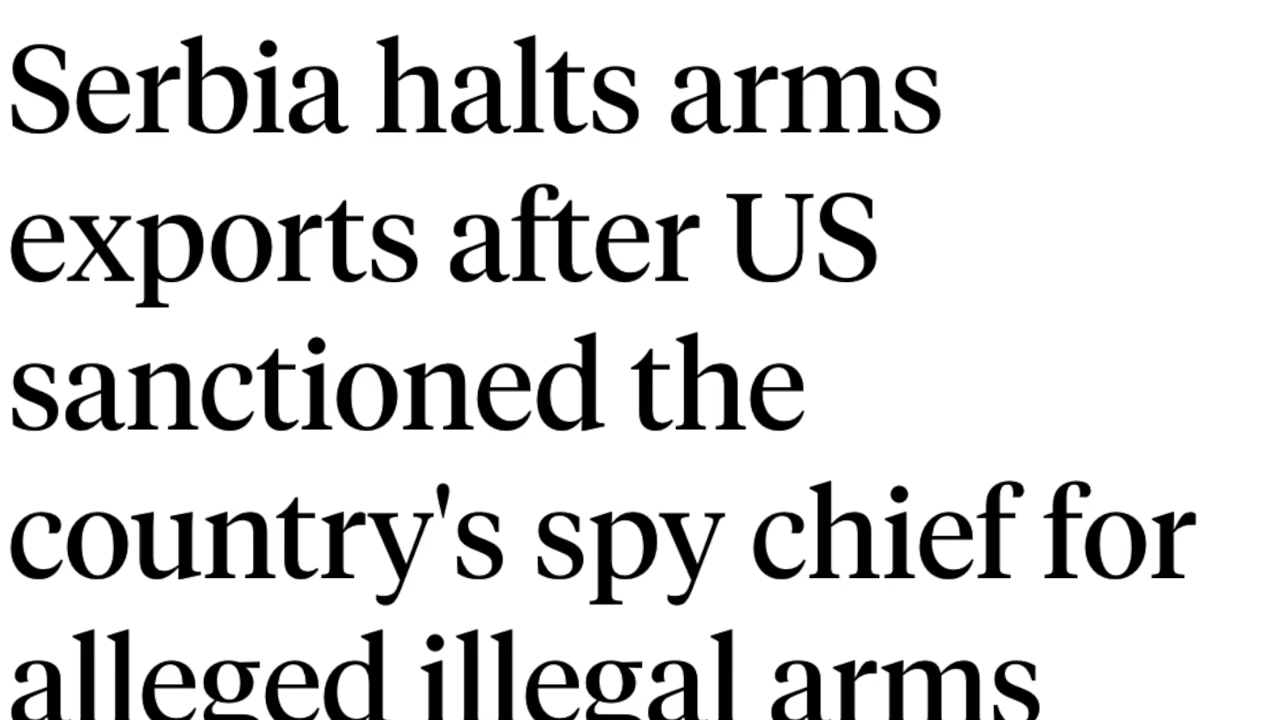 Serbia halts arms
exports after US
sanctioned the
country's spy chief for
alleged illegal arms